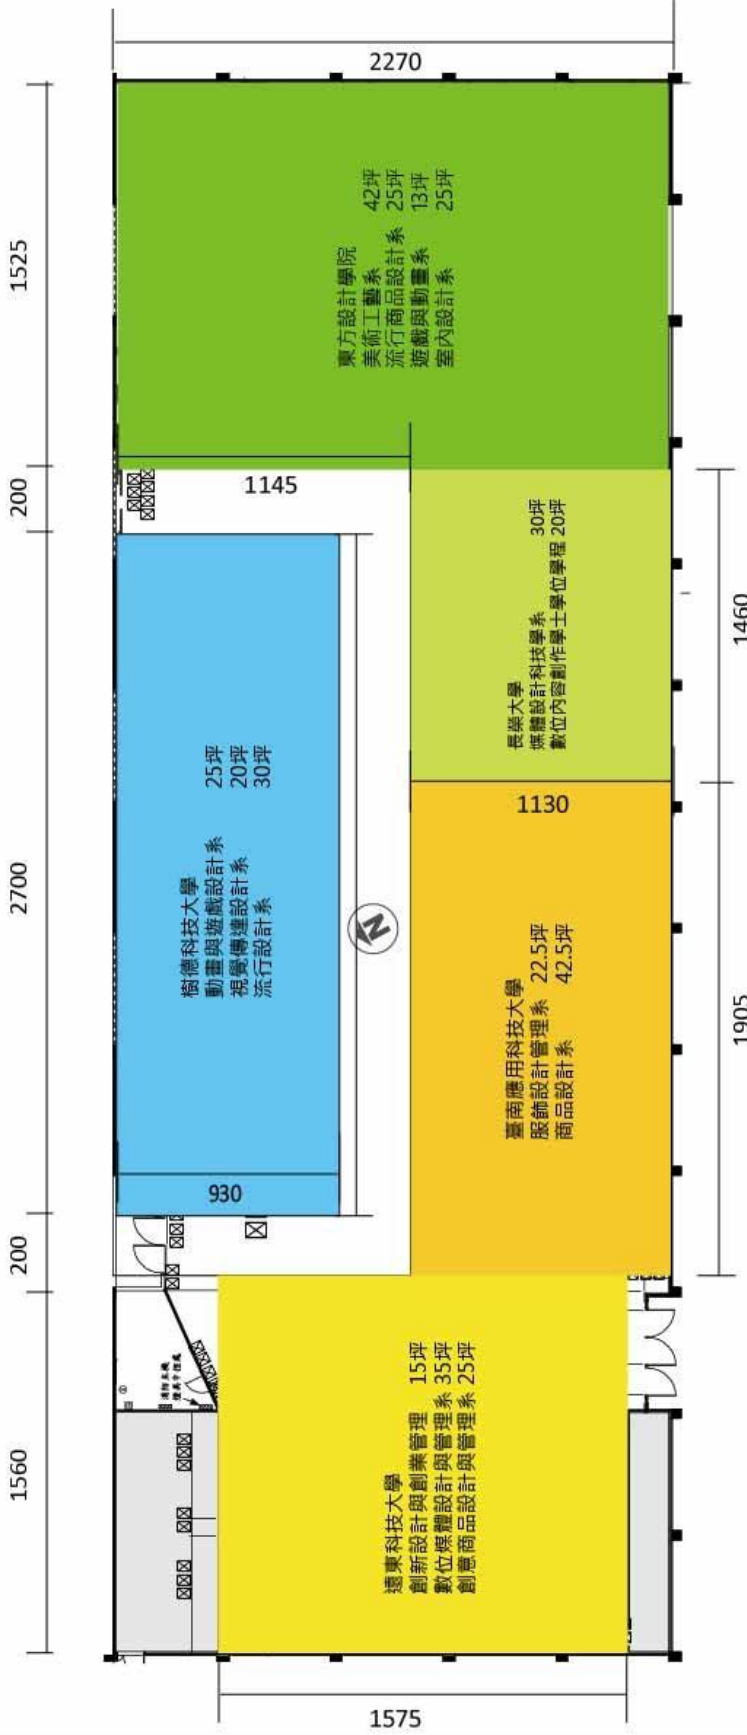 2270
1525
200
2700
200
1560
東方設計學院
美術工藝系 42坪
流行商品設計系 25坪
遊戲與動畫系 13坪
室內設計系 25坪
1145
長榮大學
媒體設計科技學系 30坪
數位內容創作學士學位學程 20坪
1460
樹德科技大學
動畫與遊戲設計系 25坪
視覺傳達設計系 20坪
流行設計系 30坪
930
N
1130
臺南應用科技大學
服飾設計管理系 22.5坪
商品設計系 42.5坪
1905
遠東科技大學
創新設計與創業管理 15坪
數位媒體設計與管理系 35坪
創意商品設計與管理系 25坪
1575